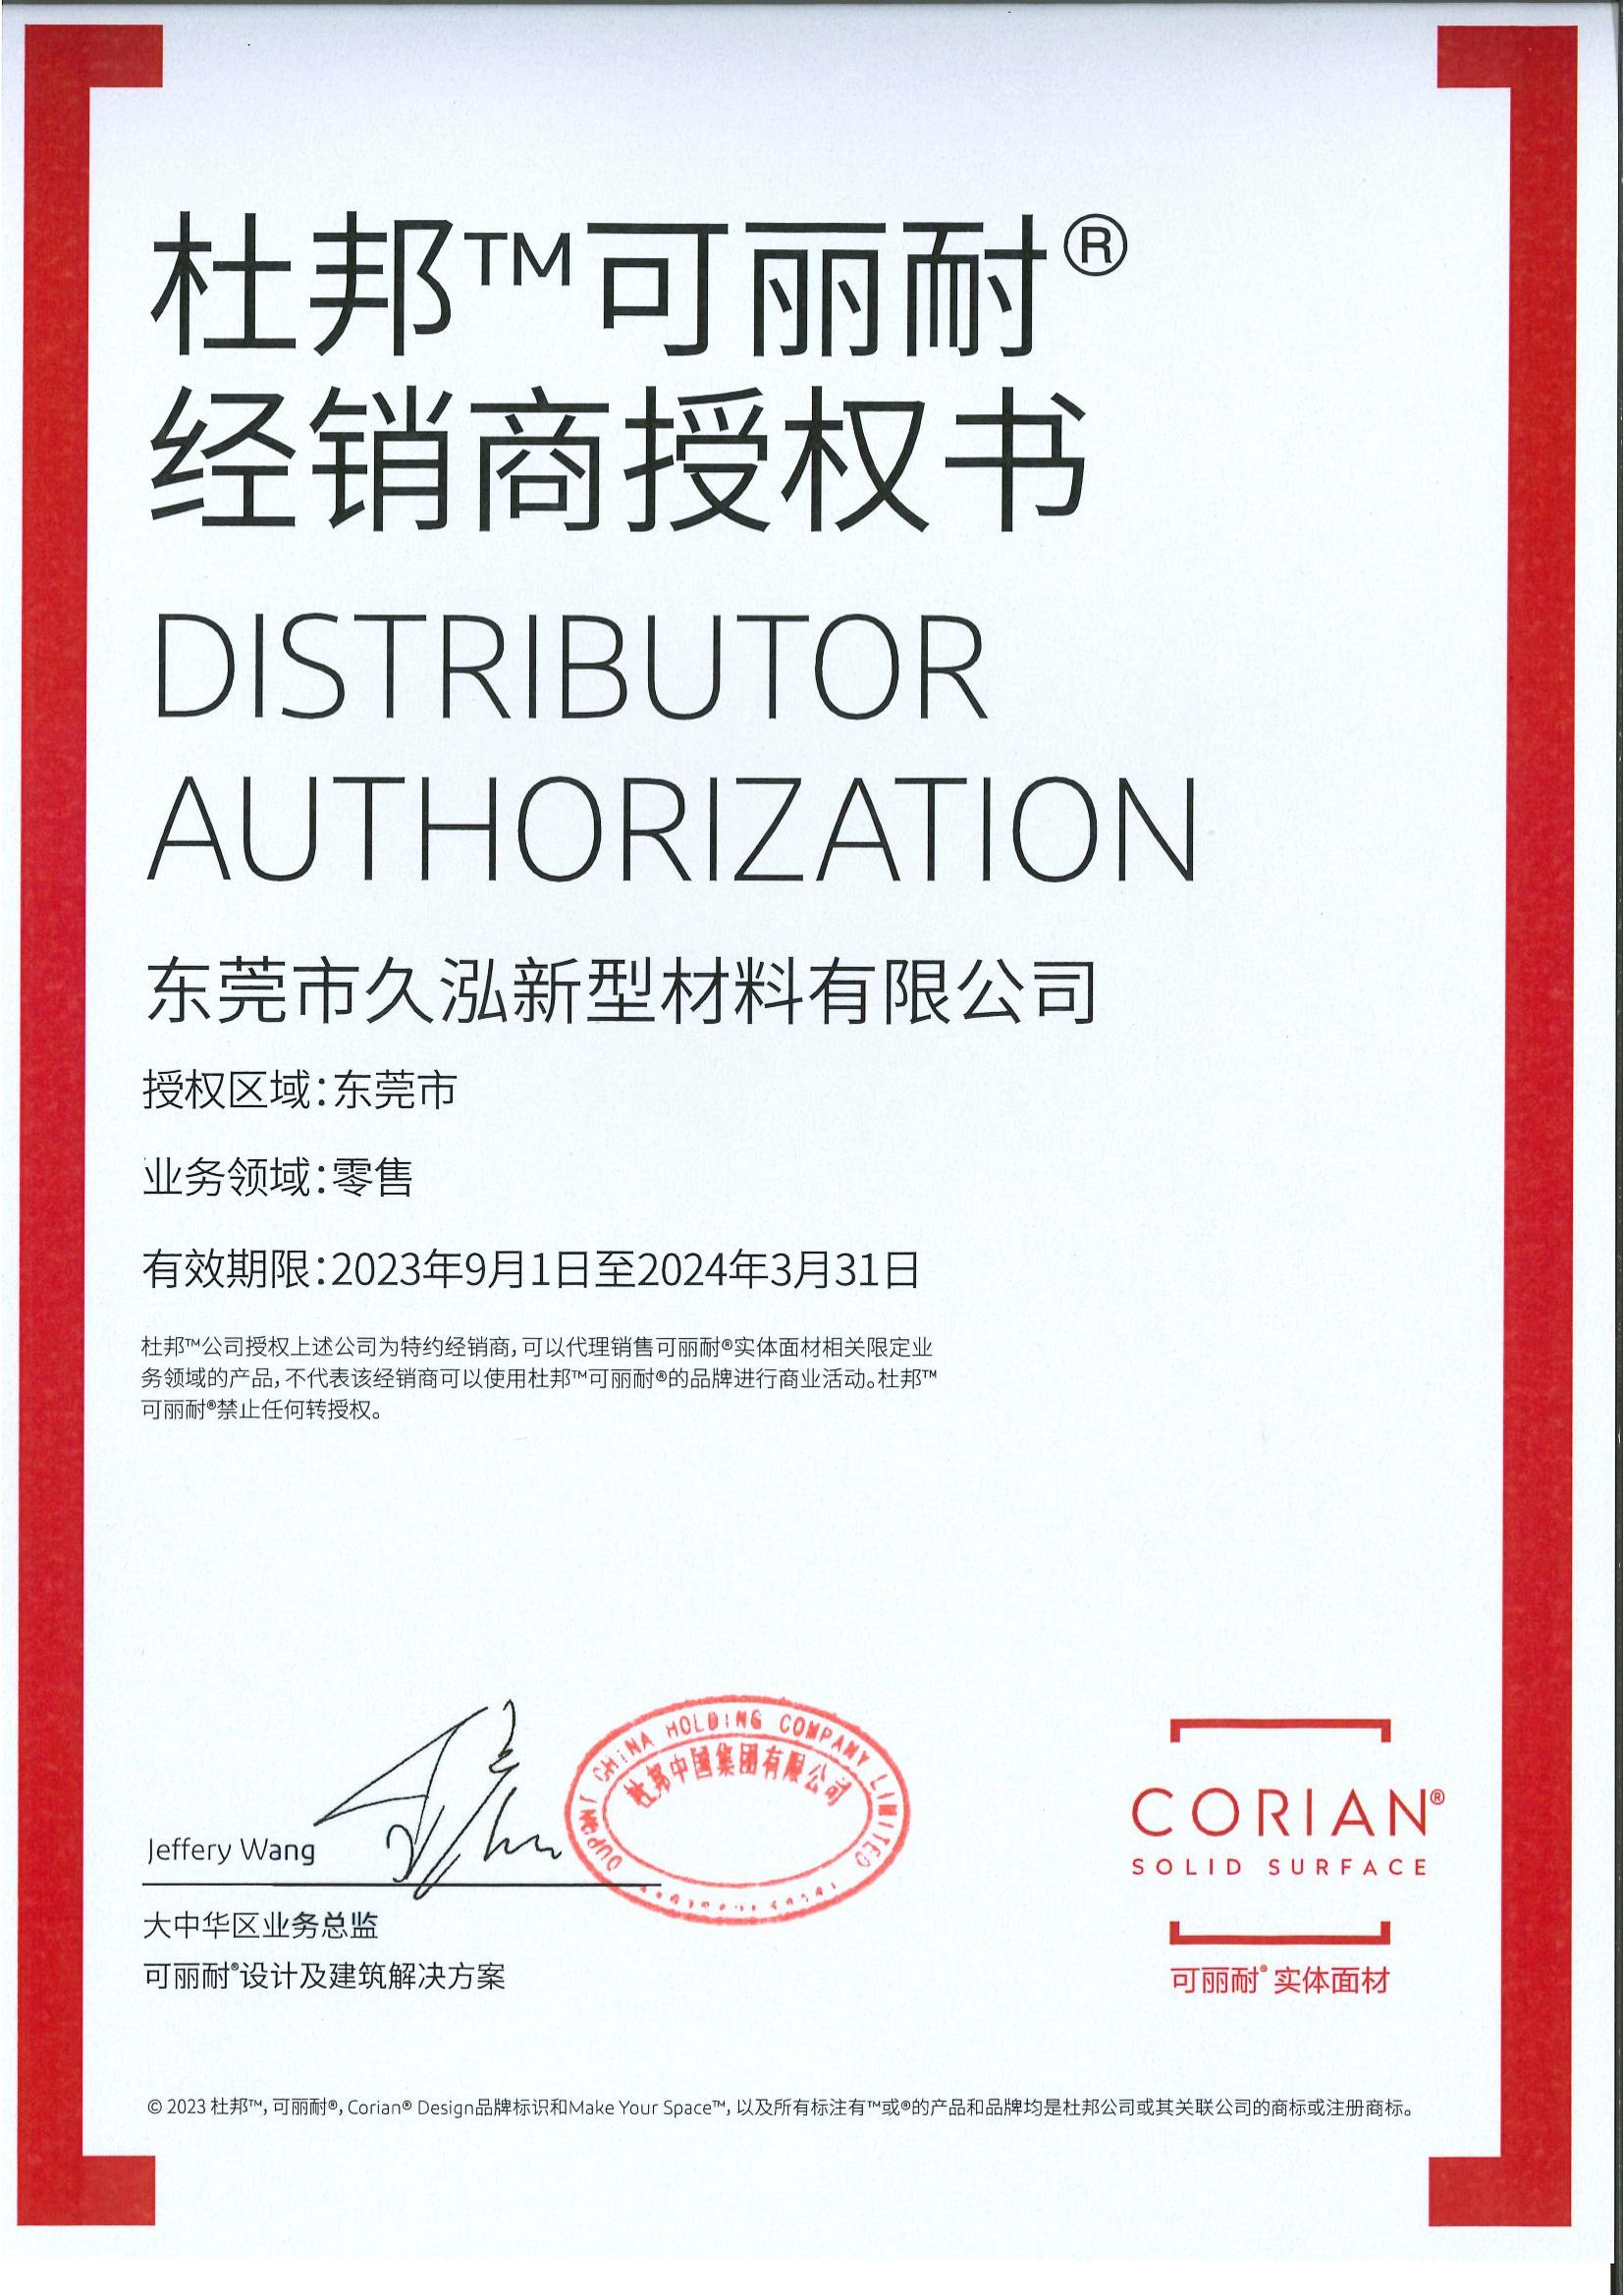 杜邦™可丽耐®
经销商授权书
DISTRIBUTOR
AUTHORIZATION
东莞市久泓新型材料有限公司
授权区域:东莞市
业务领域:零售
有效期限:2023年9月1日至2024年3月31日
杜邦™公司授权上述公司为特约经销商,可以代理销售可丽耐®实体面材相关限定业
务领域的产品,不代表该经销商可以使用杜邦™可丽耐®的品牌进行商业活动。杜邦™
可丽耐®禁止任何转授权。
DUPONT CHINA HOLDING COMPANY LIMITED
杜邦中国集团有限公司
Jeffery Wang
大中华区业务总监
可丽耐®设计及建筑解决方案
CORIAN®
SOLID SURFACE
可丽耐®实体面材
© 2023 杜邦™, 可丽耐®, Corian® Design品牌标识和Make Your Space™, 以及所有标注有™或®的产品和品牌均是杜邦公司或其关联公司的商标或注册商标。